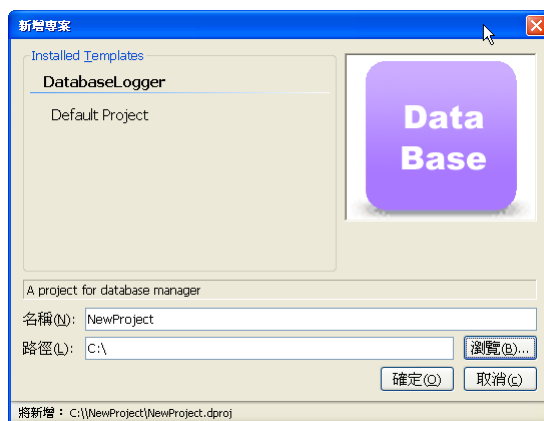 新增專案
Installed Templates
DatabaseLogger
Default Project
Data
Base
A project for database manager
名稱(N): NewProject
路徑(L): C:\
瀏覽(B)...
確定(O) 取消(c)
將新增： C:\\NewProject\NewProject.dproj